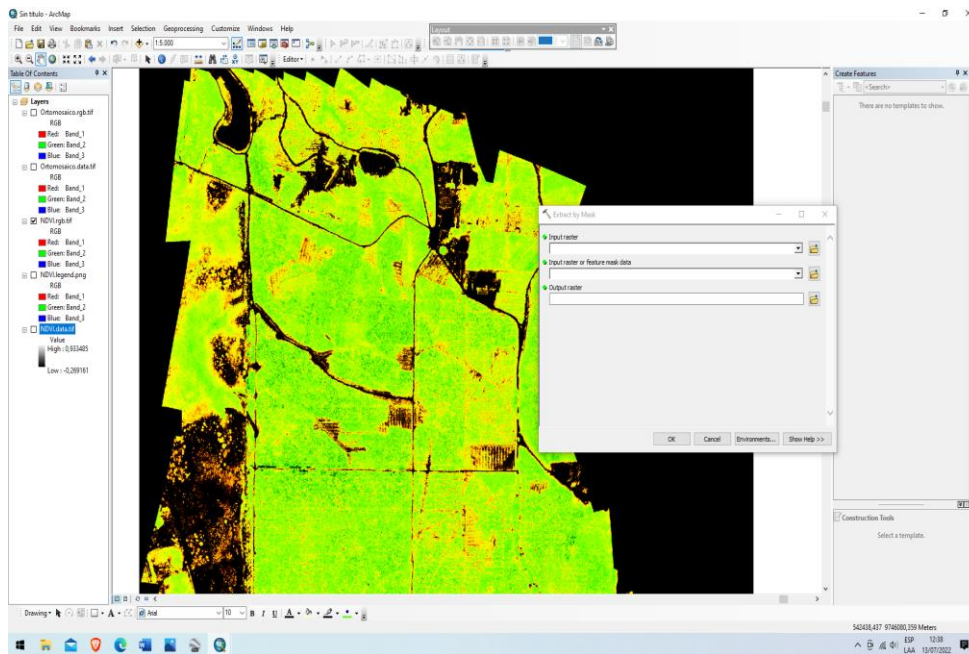 Sin titulo - ArcMap
File Edit View Bookmarks Insert Selection Geoprocessing Customize Windows Help
Layout
1:5.000
Editor
Table Of Contents
Layers
Ortomosaico.rgb.tif
RGB
Red: Band_1
Green: Band_2
Blue: Band_3
Ortomosaico.data.tif
RGB
Red: Band_1
Green: Band_2
Blue: Band_3
NDVI.rgb.tif
RGB
Red: Band_1
Green: Band_2
Blue: Band_3
NDVI.legend.png
RGB
Red: Band_1
Green: Band_2
Blue: Band_3
NDVI.data.tif
Value
High : 0,933485
Low : -0,269161
Extract by Mask
Input raster
Input raster or feature mask data
Output raster
OK Cancel Environments... Show Help >>
Create Features
<Search>
There are no templates to show.
Construction Tools
Select a template.
Drawing
Arial
10
B I U A
542438,437 9746080,359 Meters
ESP 12:38
LAA 13/07/2022